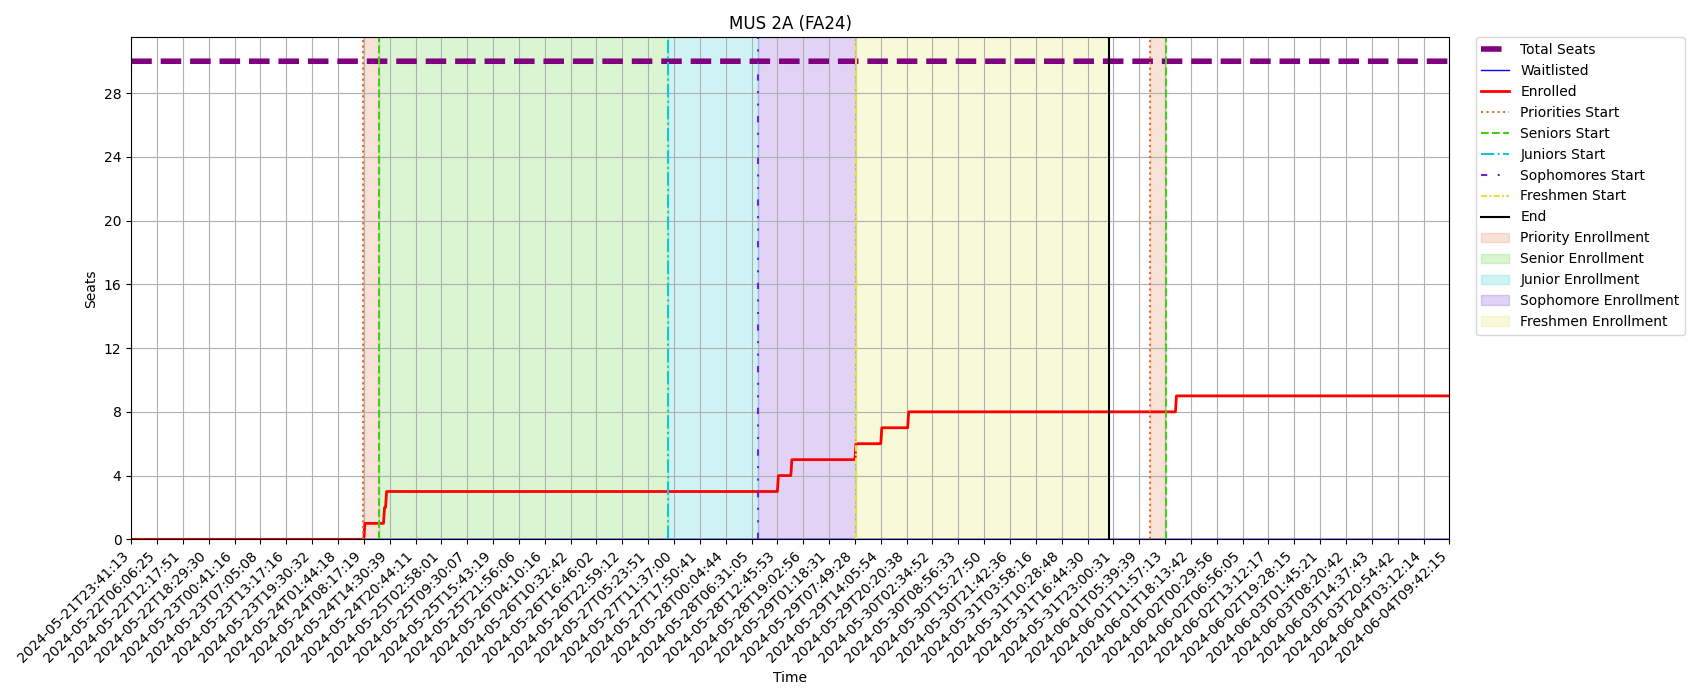 MUS 2A (FA24)
Total Seats
Waitlisted
Enrolled
Priorities Start
Seniors Start
Juniors Start
Sophomores Start
Freshmen Start
End
Priority Enrollment
Senior Enrollment
Junior Enrollment
Sophomore Enrollment
Freshmen Enrollment
Seats
28
24
20
16
12
8
4
0
2024-05-21T23:41:13
2024-05-22T06:06:25
2024-05-22T12:17:51
2024-05-22T18:29:30
2024-05-23T00:41:16
2024-05-23T07:05:08
2024-05-23T13:17:16
2024-05-23T19:30:32
2024-05-24T01:44:18
2024-05-24T08:17:19
2024-05-24T14:30:39
2024-05-24T20:44:11
2024-05-25T02:58:01
2024-05-25T09:30:07
2024-05-25T15:43:19
2024-05-25T21:56:06
2024-05-26T04:10:16
2024-05-26T10:32:42
2024-05-26T16:46:02
2024-05-26T22:59:12
2024-05-27T05:23:51
2024-05-27T11:37:00
2024-05-27T17:50:41
2024-05-28T00:04:44
2024-05-28T06:31:05
2024-05-28T12:45:53
2024-05-28T19:02:56
2024-05-29T01:18:31
2024-05-29T07:49:28
2024-05-29T14:05:54
2024-05-29T20:20:38
2024-05-30T02:34:52
2024-05-30T08:56:33
2024-05-30T15:27:50
2024-05-30T21:42:36
2024-05-31T03:58:16
2024-05-31T10:28:48
2024-05-31T16:44:30
2024-05-31T23:00:31
2024-06-01T05:39:39
2024-06-01T11:57:13
2024-06-01T18:13:42
2024-06-02T00:29:56
2024-06-02T06:56:05
2024-06-02T13:12:17
2024-06-02T19:28:15
2024-06-03T01:45:21
2024-06-03T08:20:42
2024-06-03T14:37:43
2024-06-03T20:54:42
2024-06-04T03:12:14
2024-06-04T09:42:15
Time